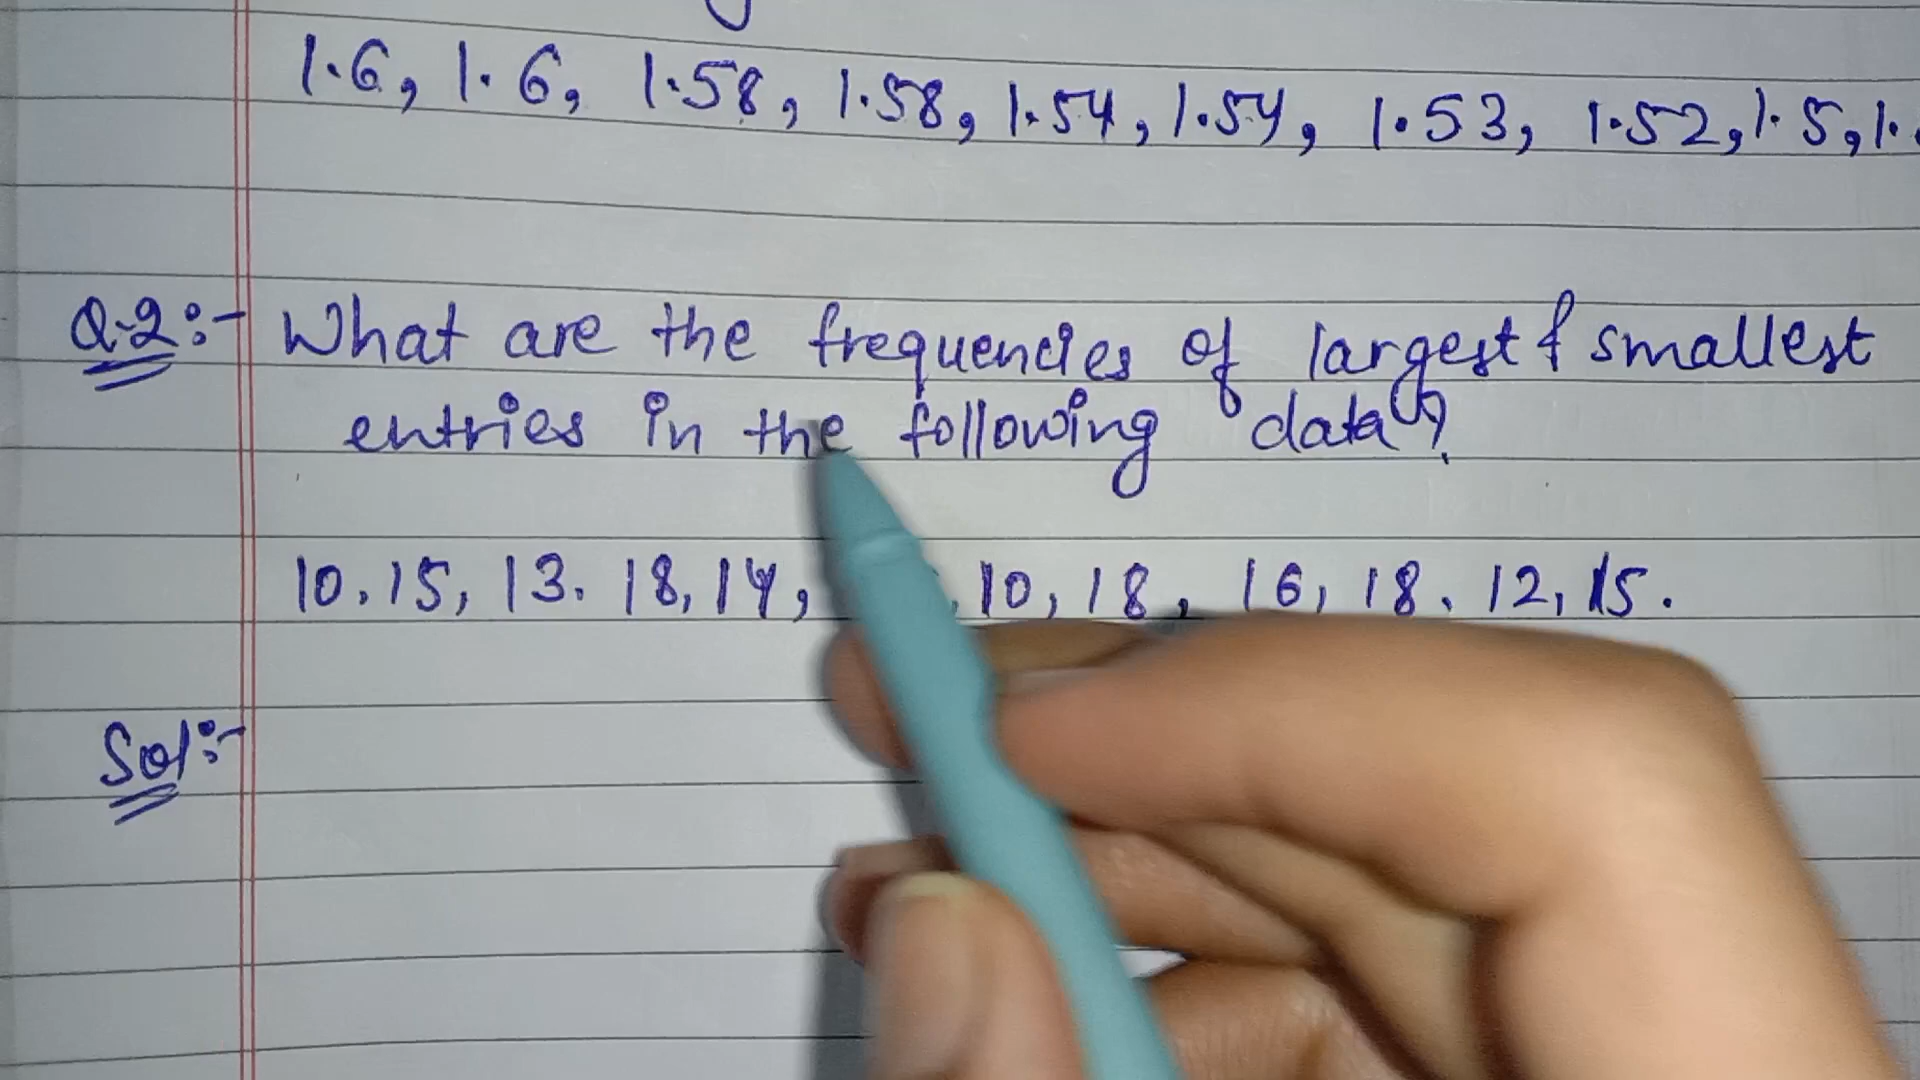 1.6, 1.6, 1.58, 1.58, 1.54, 1.54, 1.53, 1.52, 1.5, 1.
Q.2:- What are the frequencies of largest & smallest
entries in the following data?
10, 15, 13, 18, 14, , 10, 18, 16, 18, 12, 15.
Sol:-